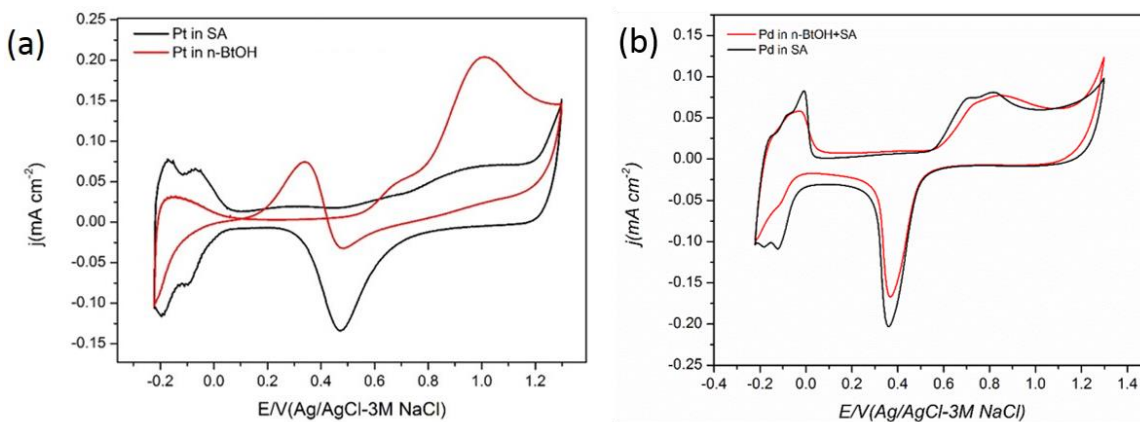 (a)
Pt in SA
Pt in n-BtOH
0.25
0.20
0.15
0.10
0.05
0.00
-0.05
-0.10
-0.15
j(mA cm-2)
-0.2 0.0 0.2 0.4 0.6 0.8 1.0 1.2
E/V(Ag/AgCl-3M NaCl)
(b)
Pd in n-BtOH+SA
Pd in SA
0.15
0.10
0.05
0.00
-0.05
-0.10
-0.15
-0.20
-0.25
j(mA cm-2)
-0.4 -0.2 0.0 0.2 0.4 0.6 0.8 1.0 1.2 1.4
E/V(Ag/AgCl-3M NaCl)